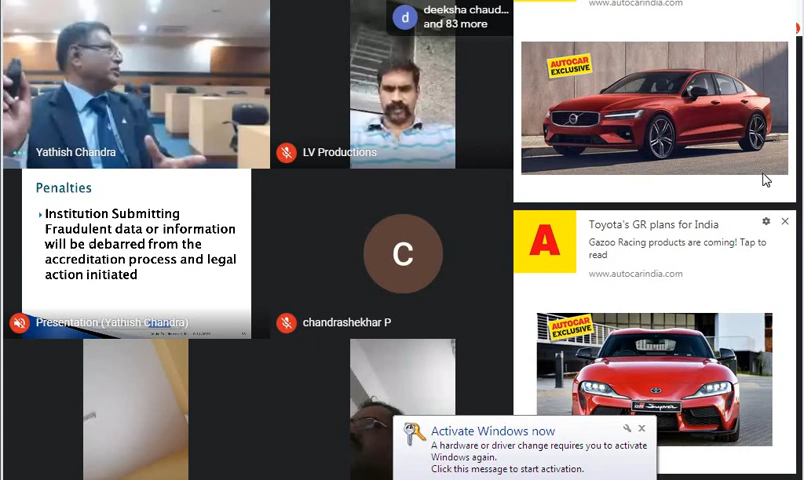 deeksha chaud...
and 83 more
d
www.autocarindia.com
AUTOCAR
EXCLUSIVE
Yathish Chandra
LV Productions
Penalties
Institution Submitting
Fraudulent data or information
will be debarred from the
accreditation process and legal
action initiated
Presentation (Yathish Chandra)
C
chandrashekhar P
A
Toyota's GR plans for India
Gazoo Racing products are coming! Tap to
read
www.autocarindia.com
AUTOCAR
EXCLUSIVE
GR Supra
Activate Windows now
A hardware or driver change requires you to activate
Windows again.
Click this message to start activation.